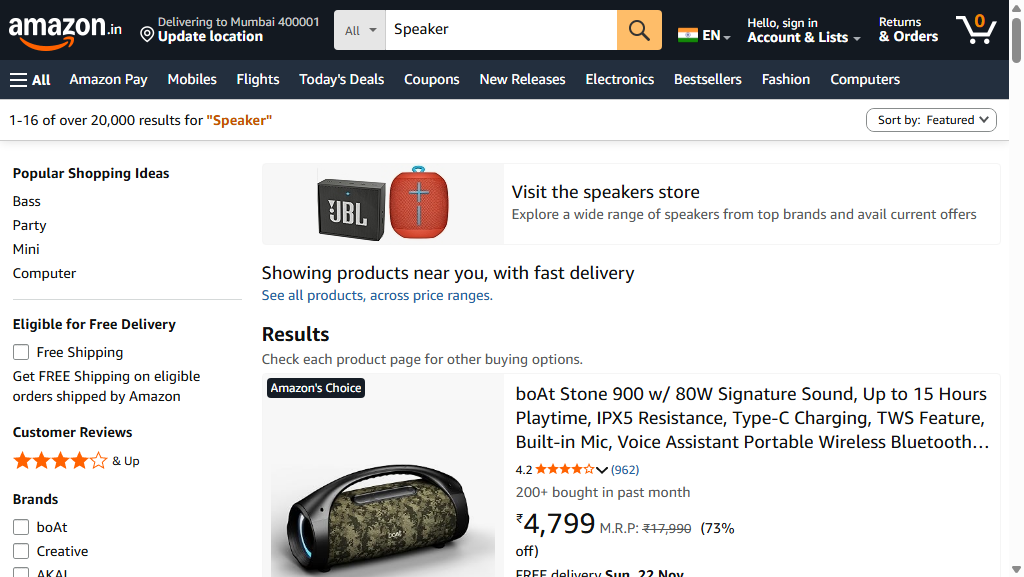 amazon.in
Delivering to Mumbai 400001
Update location
All
Speaker
EN
Hello, sign in
Account & Lists
Returns
& Orders
0
All
Amazon Pay
Mobiles
Flights
Today's Deals
Coupons
New Releases
Electronics
Bestsellers
Fashion
Computers
1-16 of over 20,000 results for "Speaker"
Sort by: Featured
Popular Shopping Ideas
Bass
Party
Mini
Computer
Eligible for Free Delivery
Free Shipping
Get FREE Shipping on eligible
orders shipped by Amazon
Customer Reviews
& Up
Brands
boAt
Creative
AKAI
JBL
Visit the speakers store
Explore a wide range of speakers from top brands and avail current offers
Showing products near you, with fast delivery
See all products, across price ranges.
Results
Check each product page for other buying options.
Amazon's Choice
boAt
boAt Stone 900 w/ 80W Signature Sound, Up to 15 Hours
Playtime, IPX5 Resistance, Type-C Charging, TWS Feature,
Built-in Mic, Voice Assistant Portable Wireless Bluetooth…
4.2 (962)
200+ bought in past month
₹4,799 M.R.P: ₹17,990 (73%
off)
FREE delivery Sun, 22 Nov